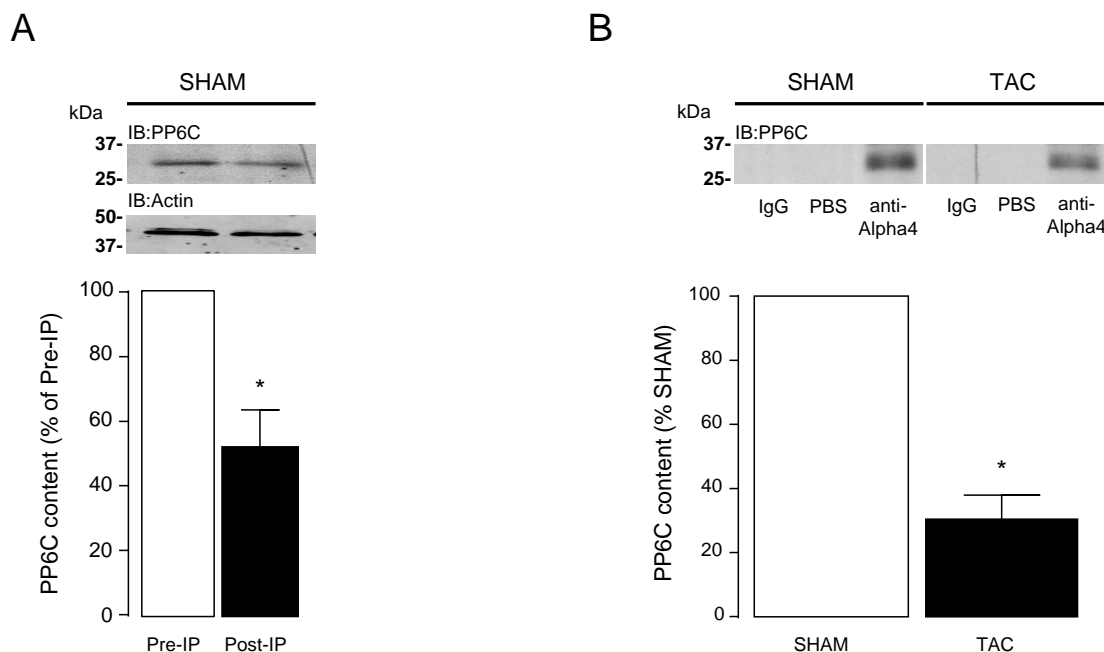 A
SHAM
kDa
IB:PP6C
37-
25-
IB:Actin
50-
37-
PP6C content (% of Pre-IP)
100
80
60
40
20
0
*
Pre-IP Post-IP
B
SHAM TAC
kDa
IB:PP6C
37-
25-
IgG PBS anti-Alpha4 IgG PBS anti-Alpha4
PP6C content (% SHAM)
100
80
60
40
20
0
*
SHAM TAC